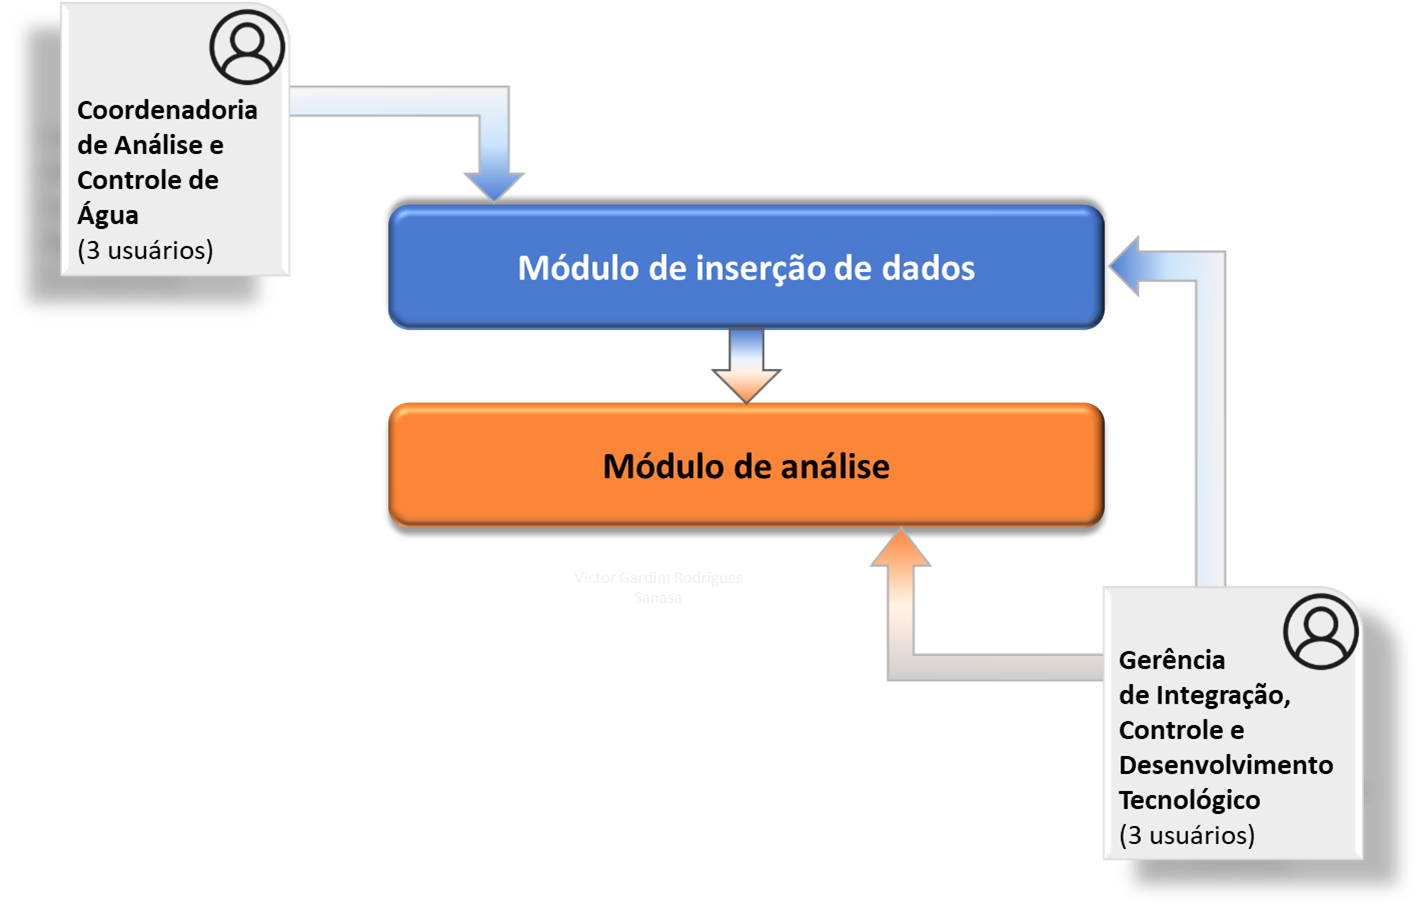 Coordenadoria
de Análise e
Controle de
Água
(3 usuários)
Módulo de inserção de dados
Módulo de análise
Victor Gardim Rodrigues
Sanasa
Gerência
de Integração,
Controle e
Desenvolvimento
Tecnológico
(3 usuários)